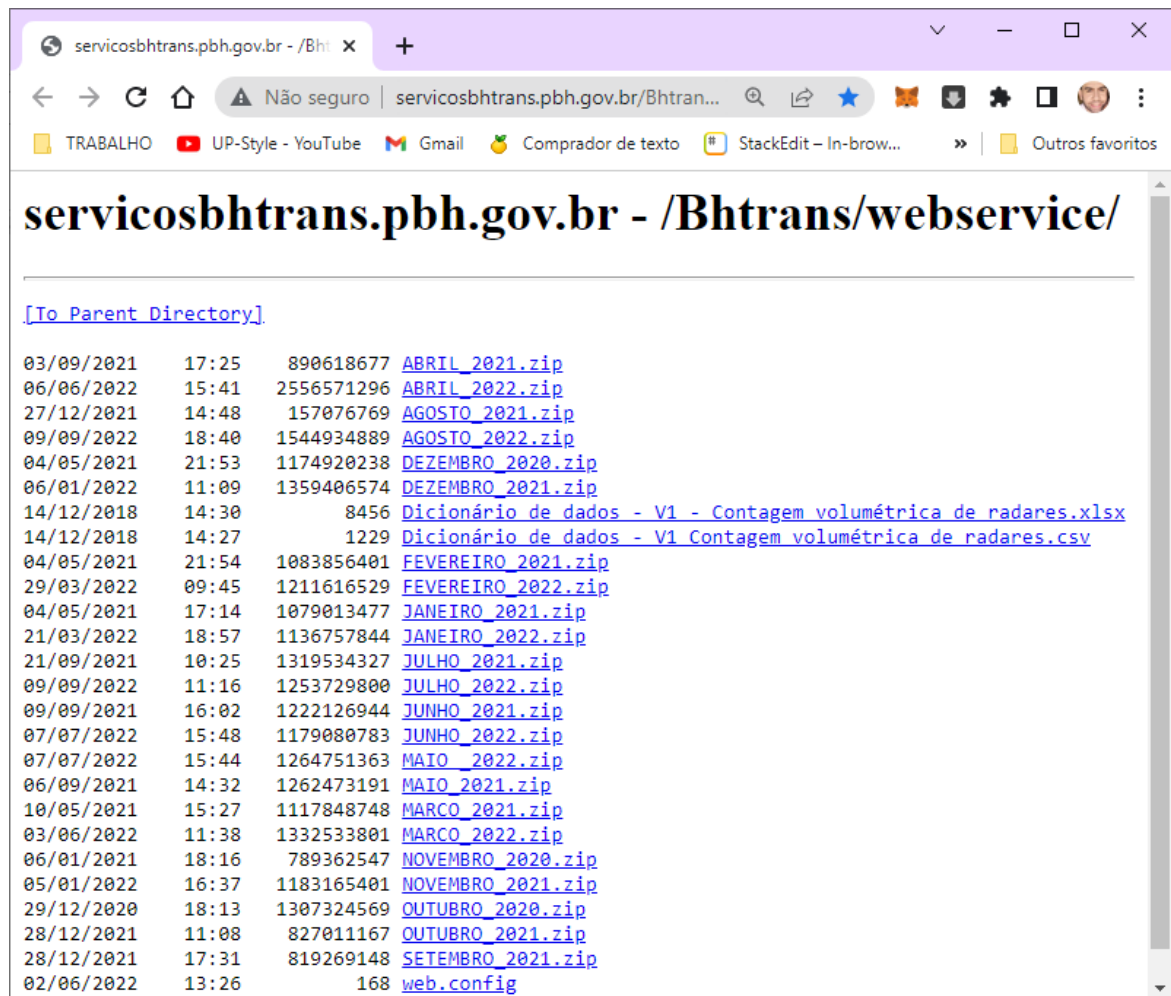 servicosbhtrans.pbh.gov.br - /Bht
Não seguro | servicosbhtrans.pbh.gov.br/Bhtran...
TRABALHO UP-Style - YouTube Gmail Comprador de texto StackEdit – In-brow... » Outros favoritos
servicosbhtrans.pbh.gov.br - /Bhtrans/webservice/
[To Parent Directory]
03/09/2021 17:25 890618677 ABRIL_2021.zip
06/06/2022 15:41 2556571296 ABRIL_2022.zip
27/12/2021 14:48 157076769 AGOSTO_2021.zip
09/09/2022 18:40 1544934889 AGOSTO_2022.zip
04/05/2021 21:53 1174920238 DEZEMBRO_2020.zip
06/01/2022 11:09 1359406574 DEZEMBRO_2021.zip
14/12/2018 14:30 8456 Dicionário de dados - V1 - Contagem volumétrica de radares.xlsx
14/12/2018 14:27 1229 Dicionário de dados - V1 Contagem volumétrica de radares.csv
04/05/2021 21:54 1083856401 FEVEREIRO_2021.zip
29/03/2022 09:45 1211616529 FEVEREIRO_2022.zip
04/05/2021 17:14 1079013477 JANEIRO_2021.zip
21/03/2022 18:57 1136757844 JANEIRO_2022.zip
21/09/2021 10:25 1319534327 JULHO_2021.zip
09/09/2022 11:16 1253729800 JULHO_2022.zip
09/09/2021 16:02 1222126944 JUNHO_2021.zip
07/07/2022 15:48 1179080783 JUNHO_2022.zip
07/07/2022 15:44 1264751363 MAIO _2022.zip
06/09/2021 14:32 1262473191 MAIO_2021.zip
10/05/2021 15:27 1117848748 MARCO_2021.zip
03/06/2022 11:38 1332533801 MARCO_2022.zip
06/01/2021 18:16 789362547 NOVEMBRO_2020.zip
05/01/2022 16:37 1183165401 NOVEMBRO_2021.zip
29/12/2020 18:13 1307324569 OUTUBRO_2020.zip
28/12/2021 11:08 827011167 OUTUBRO_2021.zip
28/12/2021 17:31 819269148 SETEMBRO_2021.zip
02/06/2022 13:26 168 web.config